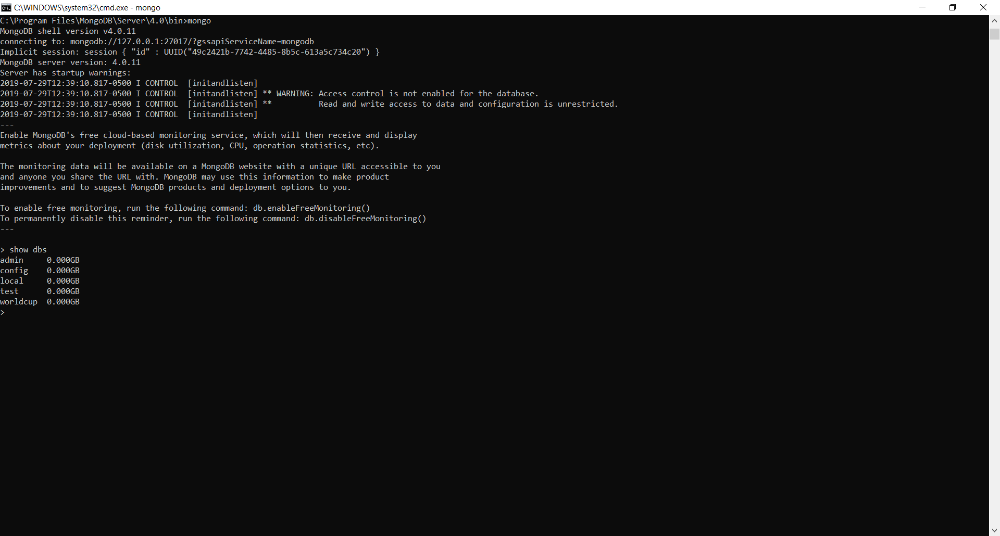 C:\WINDOWS\system32\cmd.exe - mongo
C:\Program Files\MongoDB\Server\4.0\bin>mongo
MongoDB shell version v4.0.11
connecting to: mongodb://127.0.0.1:27017/?gssapiServiceName=mongodb
Implicit session: session { "id" : UUID("49c2421b-7742-4485-8b5c-613a5c734c20") }
MongoDB server version: 4.0.11
Server has startup warnings:
2019-07-29T12:39:10.817-0500 I CONTROL  [initandlisten]
2019-07-29T12:39:10.817-0500 I CONTROL  [initandlisten] ** WARNING: Access control is not enabled for the database.
2019-07-29T12:39:10.817-0500 I CONTROL  [initandlisten] **          Read and write access to data and configuration is unrestricted.
2019-07-29T12:39:10.817-0500 I CONTROL  [initandlisten]
---
Enable MongoDB's free cloud-based monitoring service, which will then receive and display
metrics about your deployment (disk utilization, CPU, operation statistics, etc).
The monitoring data will be available on a MongoDB website with a unique URL accessible to you
and anyone you share the URL with. MongoDB may use this information to make product
improvements and to suggest MongoDB products and deployment options to you.
To enable free monitoring, run the following command: db.enableFreeMonitoring()
To permanently disable this reminder, run the following command: db.disableFreeMonitoring()
---
> show dbs
admin     0.000GB
config    0.000GB
local     0.000GB
test      0.000GB
worldcup  0.000GB
>